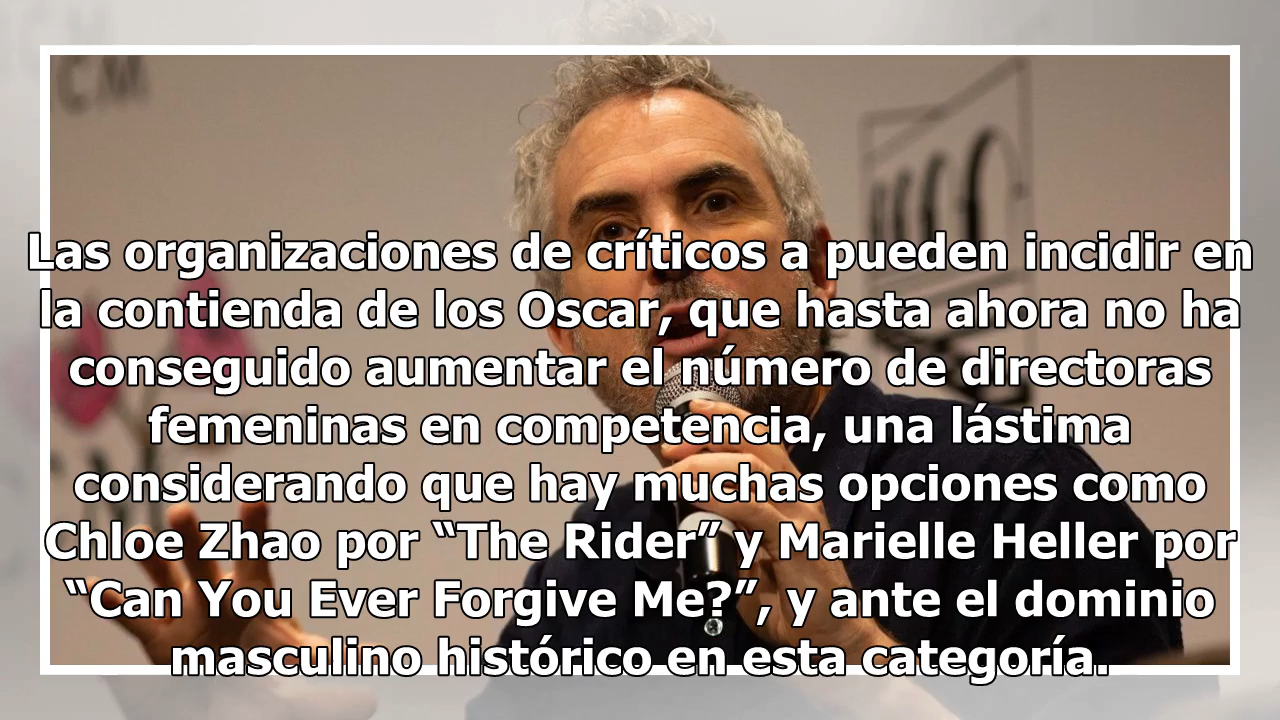 CM
Las organizaciones de críticos a pueden incidir en
la contienda de los Oscar, que hasta ahora no ha
conseguido aumentar el número de directoras
femeninas en competencia, una lástima
considerando que hay muchas opciones como
Chloe Zhao por “The Rider” y Marielle Heller por
“Can You Ever Forgive Me?”, y ante el dominio
masculino histórico en esta categoría.